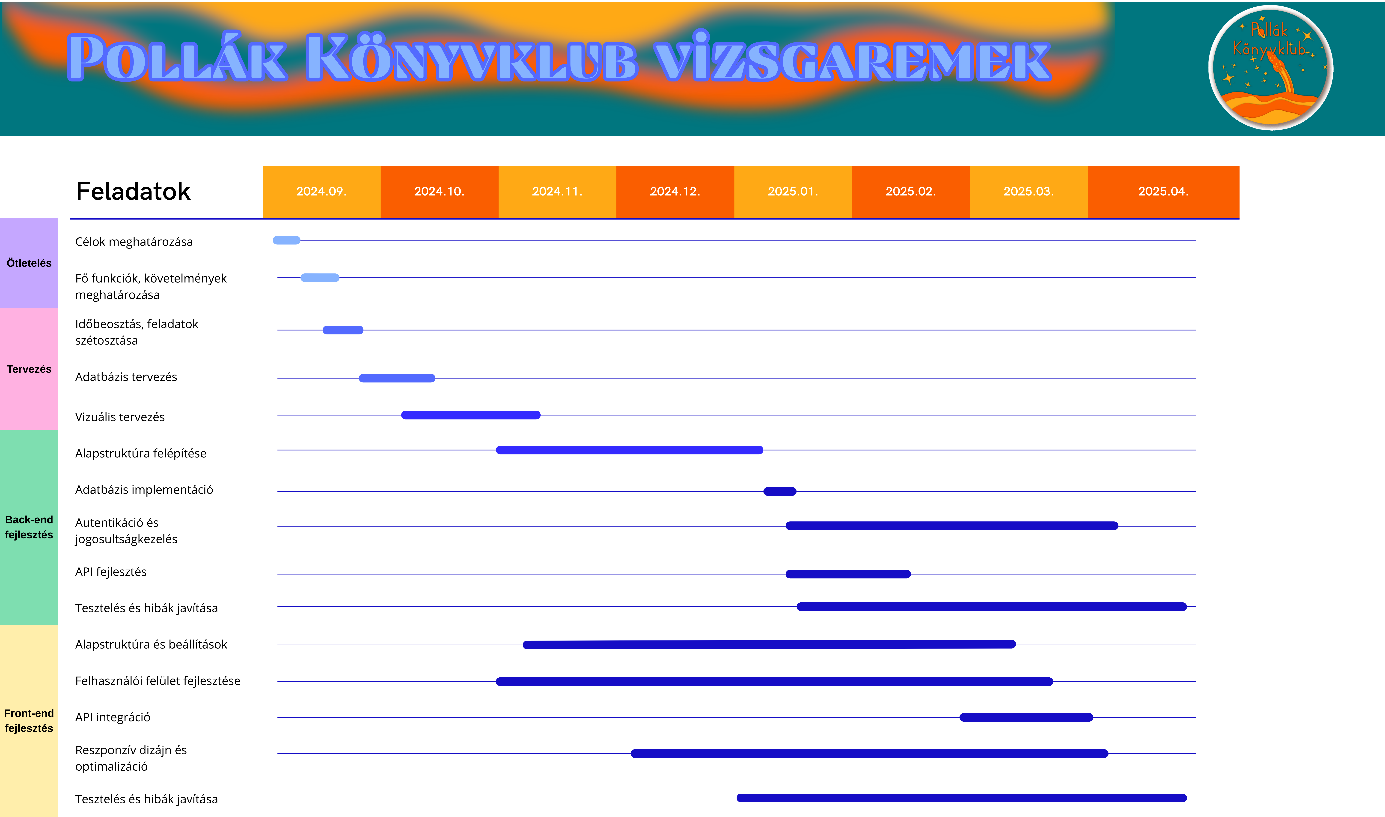 Pollák Könyvklub vizsgaremek
Pollák
Könyvklub
Feladatok
2024.09.
2024.10.
2024.11.
2024.12.
2025.01.
2025.02.
2025.03.
2025.04.
Ötletelés
Célok meghatározása
Fő funkciók, követelmények
meghatározása
Tervezés
Időbeosztás, feladatok
szétosztása
Adatbázis tervezés
Vizuális tervezés
Back-end
fejlesztés
Alapstruktúra felépítése
Adatbázis implementáció
Autentikáció és
jogosultságkezelés
API fejlesztés
Tesztelés és hibák javítása
Front-end
fejlesztés
Alapstruktúra és beállítások
Felhasználói felület fejlesztése
API integráció
Reszponzív dizájn és
optimalizáció
Tesztelés és hibák javítása